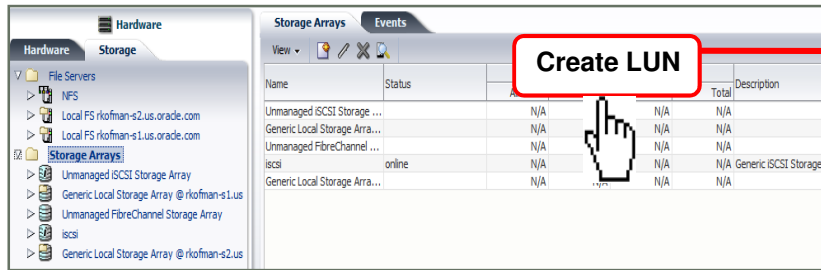 Hardware
Hardware Storage
File Servers
NFS
Local FS rkofman-s2.us.oracle.com
Local FS rkofman-s1.us.oracle.com
Storage Arrays
Unmanaged iSCSI Storage Array
Generic Local Storage Array @ rkofman-s1.us
Unmanaged FibreChannel Storage Array
iscsi
Generic Local Storage Array @ rkofman-s2.us
Storage Arrays Events
View
Create LUN
Name Status Total Description
Unmanaged iSCSI Storage ... N/A N/A N/A
Generic Local Storage Arra... N/A N/A N/A
Unmanaged FibreChannel ... N/A N/A N/A
iscsi online N/A N/A N/A Generic iSCSI Storage
Generic Local Storage Arra... N/A N/A N/A N/A